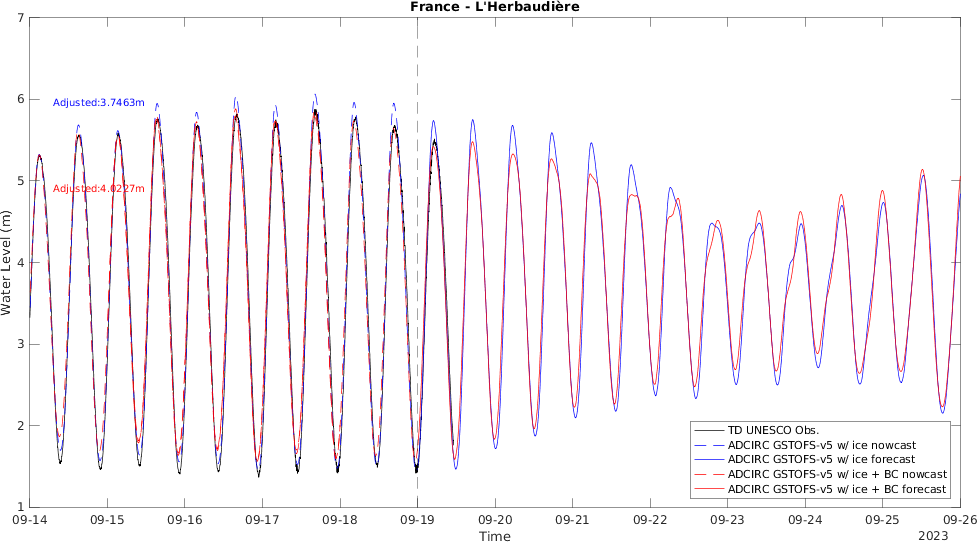 France - L'Herbaudière
7
6
5
4
3
2
1
Water Level (m)
Adjusted:3.7463m
Adjusted:4.0227m
TD UNESCO Obs.
ADCIRC GSTOFS-v5 w/ ice nowcast
ADCIRC GSTOFS-v5 w/ ice forecast
ADCIRC GSTOFS-v5 w/ ice + BC nowcast
ADCIRC GSTOFS-v5 w/ ice + BC forecast
09-14 09-15 09-16 09-17 09-18 09-19 09-20 09-21 09-22 09-23 09-24 09-25 09-26
Time
2023